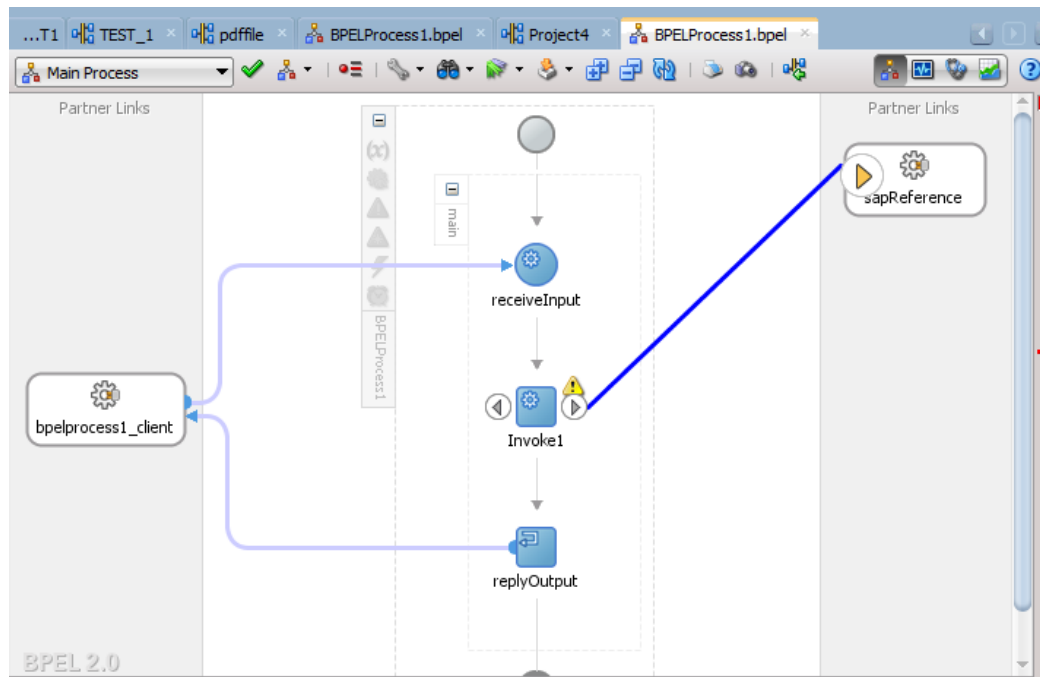 ...T1 TEST_1 pdffile BPELProcess1.bpel Project4 BPELProcess1.bpel
Main Process
Partner Links
Partner Links
sapReference
main
receiveInput
BPELProcess1
bpelprocess1_client
Invoke1
replyOutput
BPEL 2.0